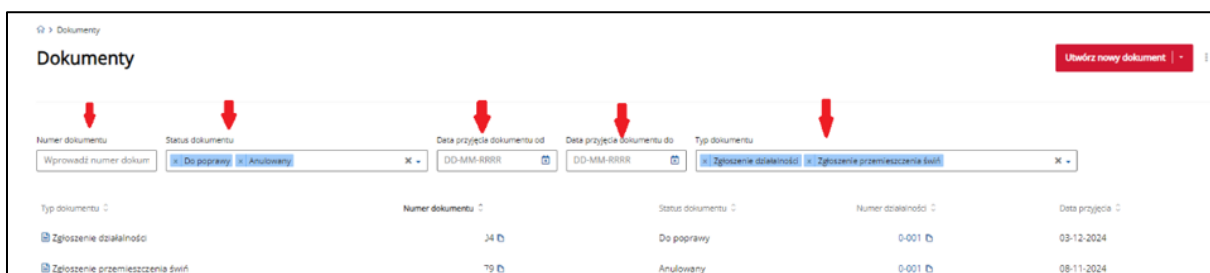 > Dokumenty
Dokumenty
Utwórz nowy dokument
Numer dokumentu Status dokumentu Data przyjęcia dokumentu od Data przyjęcia dokumentu do Typ dokumentu
Wprowadź numer dokum × Do poprawy × Anulowany × DD-MM-RRRR DD-MM-RRRR × Zgłoszenie działalności × Zgłoszenie przemieszczenia świń ×
Typ dokumentu Numer dokumentu Status dokumentu Numer działalności Data przyjęcia
Zgłoszenie działalności J4 Do poprawy 0-001 03-12-2024
Zgłoszenie przemieszczenia świń 79 Anulowany 0-001 08-11-2024